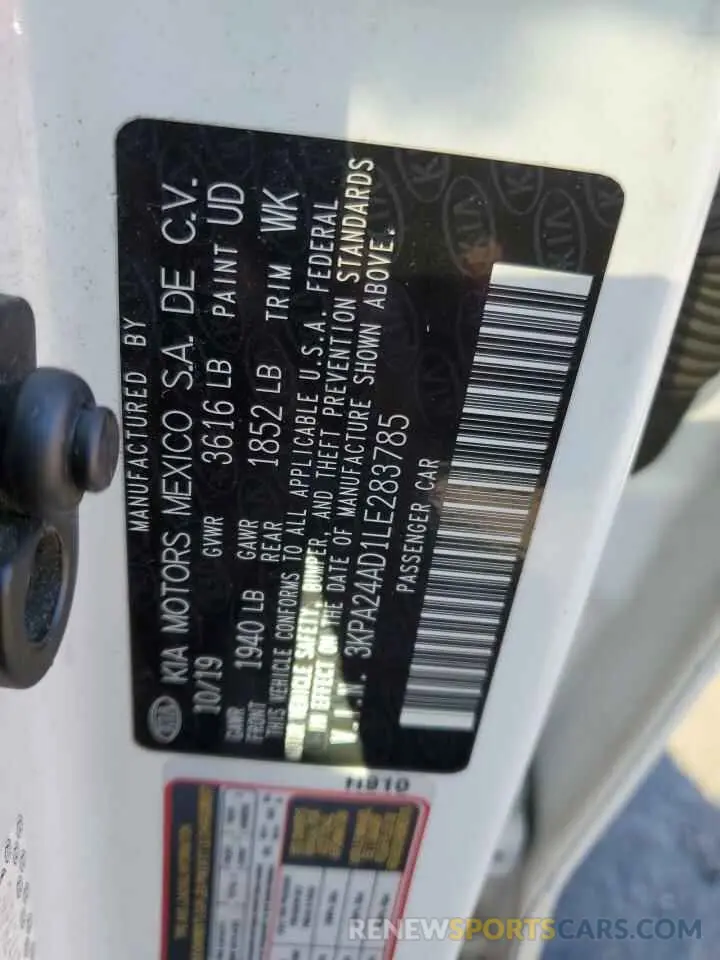 MANUFACTURED BY
KIA KIA MOTORS MEXICO S.A. DE C.V.
10/19 GVWR 3616 LB PAINT UD
GAWR FRONT 1940 LB GAWR REAR 1852 LB TRIM WK
THIS VEHICLE CONFORMS TO ALL APPLICABLE U.S.A. FEDERAL
MOTOR VEHICLE SAFETY, BUMPER, AND THEFT PREVENTION STANDARDS
IN EFFECT ON THE DATE OF MANUFACTURE SHOWN ABOVE.
V.I.N. 3KPA24AD1LE283785
PASSENGER CAR
H810
RENEWSPORTSCARS.COM